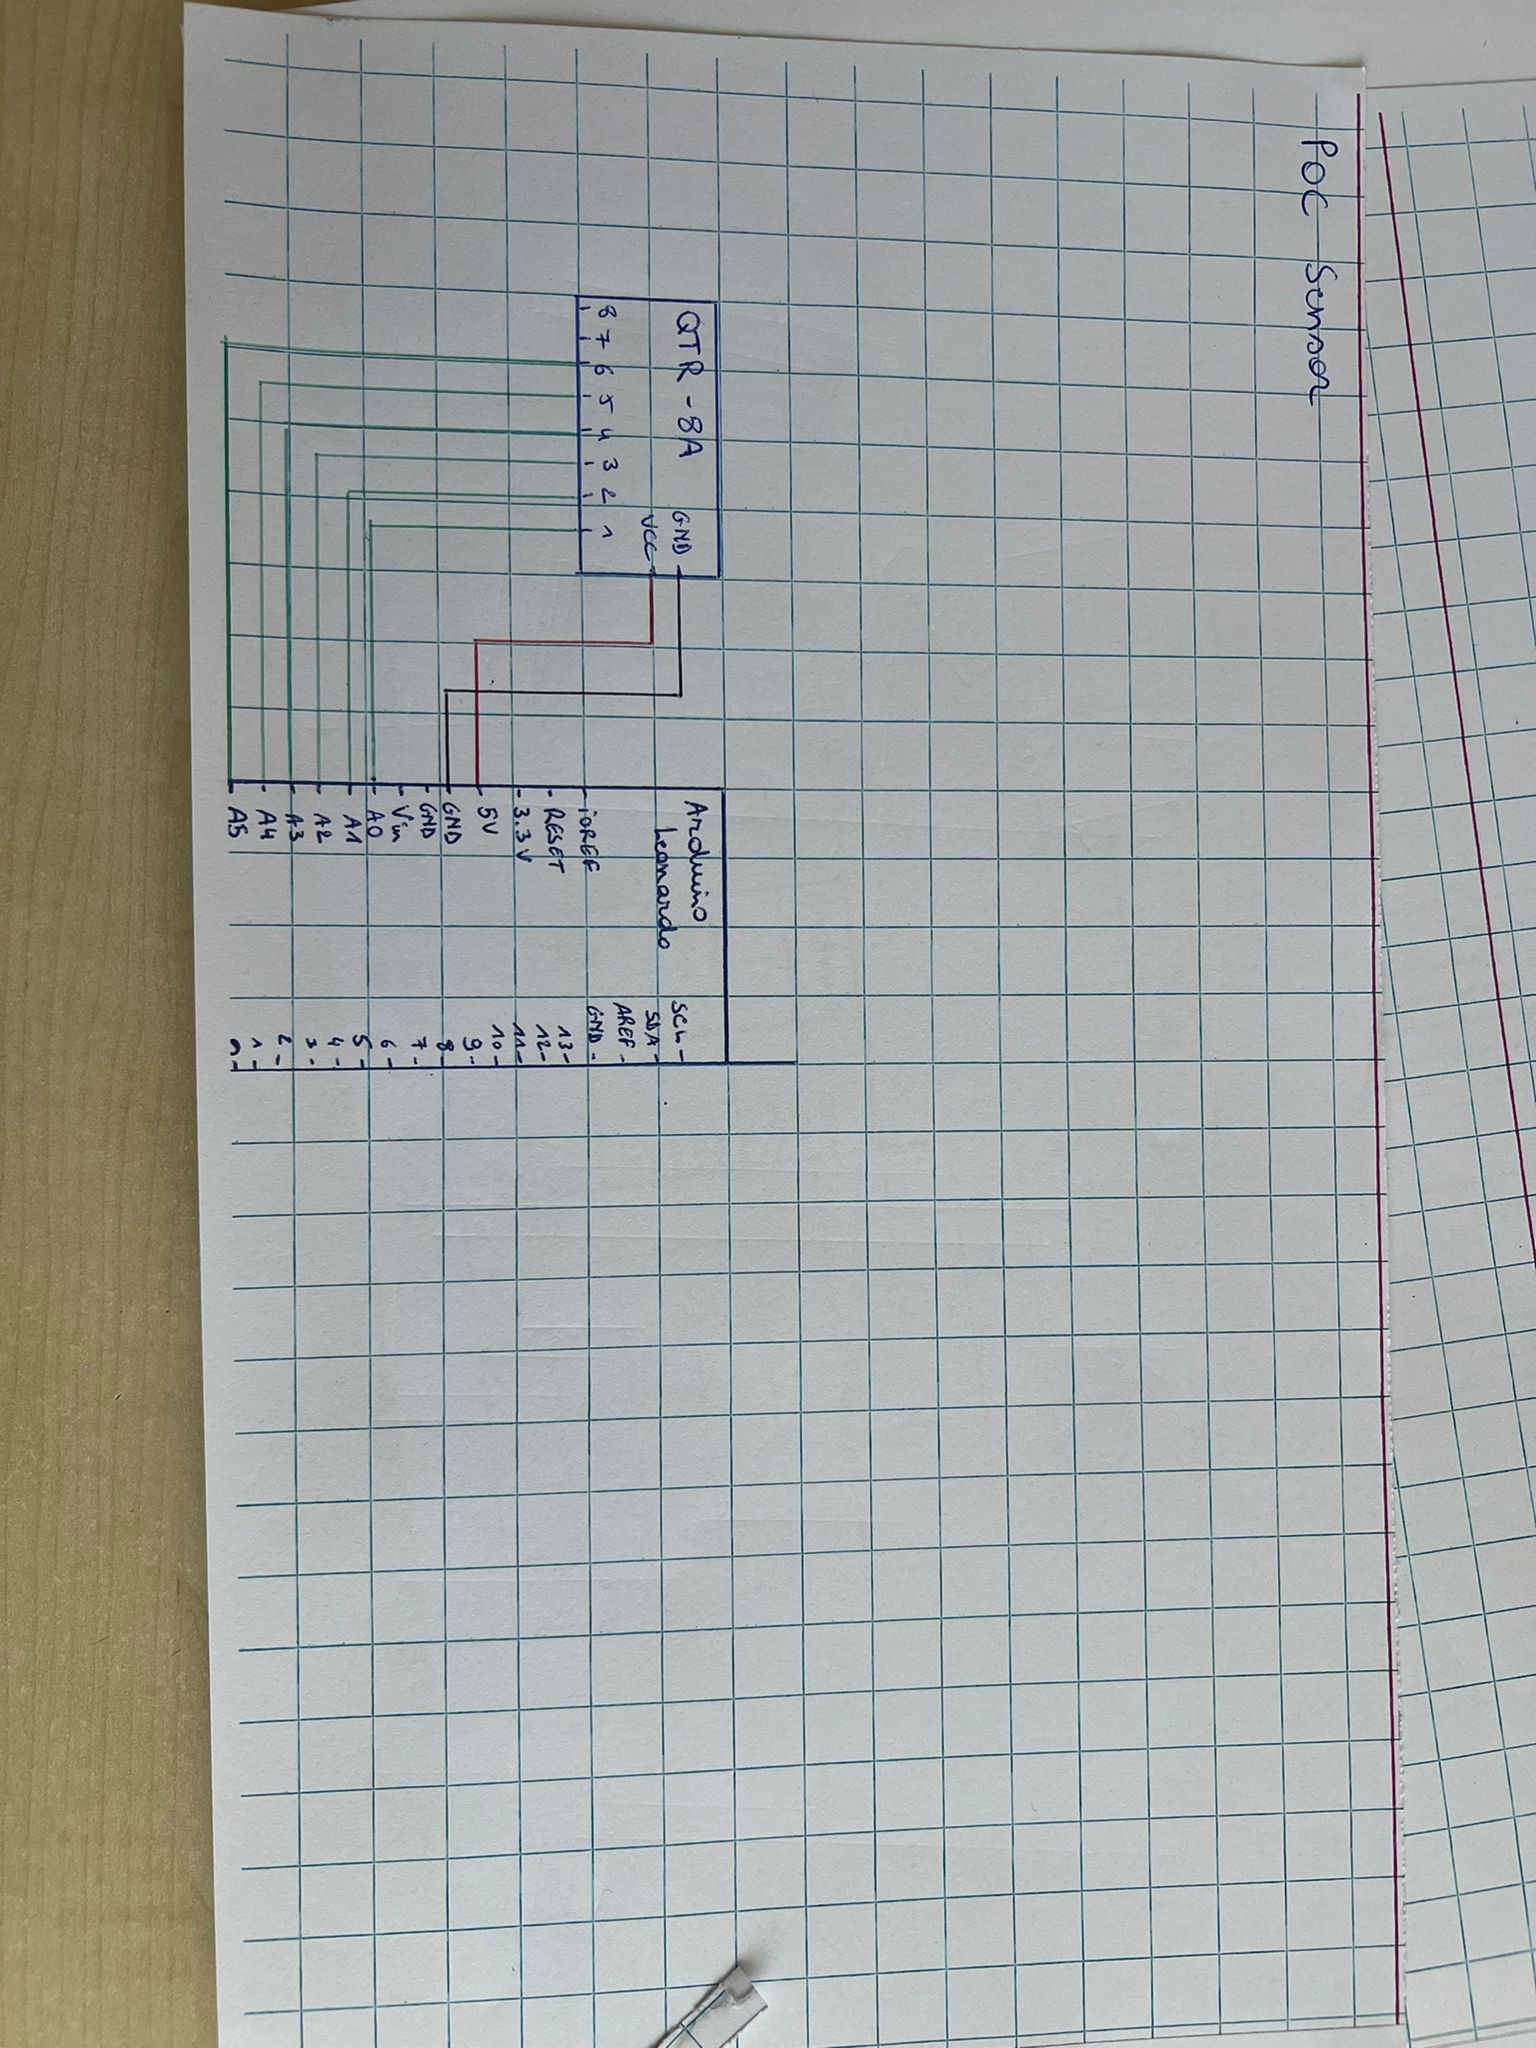 POC Sensor
QTR-8A
GND
VCC
8 7 6 5 4 3 2 1
Arduino
Leonardo
SCL
SDA
AREF
GND
13
12
11
10
9
8
7
6
5
4
3
2
1
0
ioREF
RESET
3.3V
5V
GND
GND
Vin
A0
A1
A2
A3
A4
A5